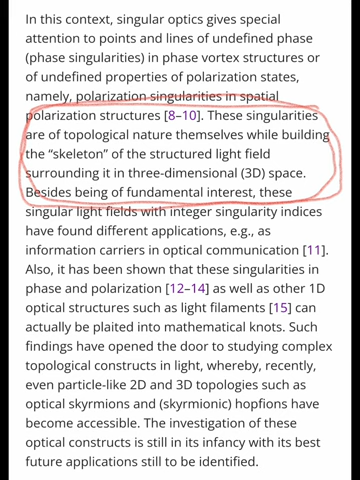 In this context, singular optics gives special
attention to points and lines of undefined phase
(phase singularities) in phase vortex structures or
of undefined properties of polarization states,
namely, polarization singularities in spatial
polarization structures [8–10]. These singularities
are of topological nature themselves while building
the “skeleton” of the structured light field
surrounding it in three-dimensional (3D) space.
Besides being of fundamental interest, these
singular light fields with integer singularity indices
have found different applications, e.g., as
information carriers in optical communication [11].
Also, it has been shown that these singularities in
phase and polarization [12–14] as well as other 1D
optical structures such as light filaments [15] can
actually be plaited into mathematical knots. Such
findings have opened the door to studying complex
topological constructs in light, whereby, recently,
even particle-like 2D and 3D topologies such as
optical skyrmions and (skyrmionic) hopfions have
become accessible. The investigation of these
optical constructs is still in its infancy with its best
future applications still to be identified.